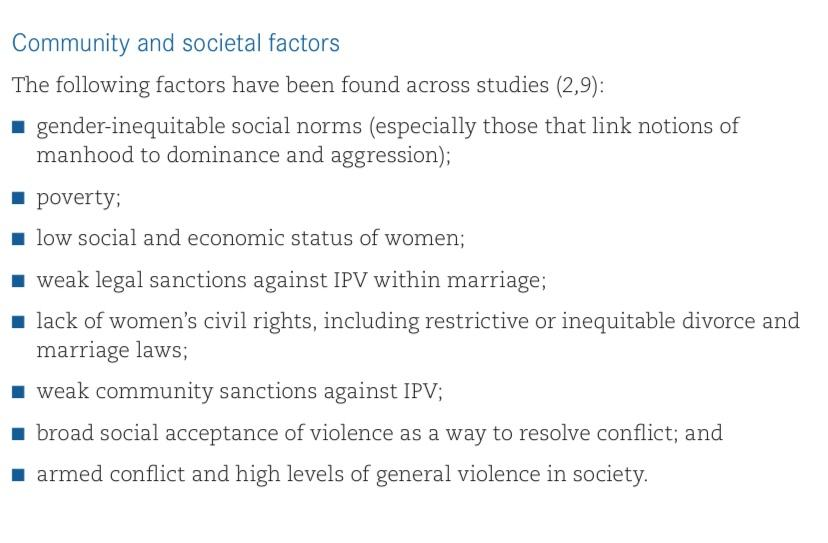 Community and societal factors
The following factors have been found across studies (2,9):
■ gender-inequitable social norms (especially those that link notions of
manhood to dominance and aggression);
■ poverty;
■ low social and economic status of women;
■ weak legal sanctions against IPV within marriage;
■ lack of women’s civil rights, including restrictive or inequitable divorce and
marriage laws;
■ weak community sanctions against IPV;
■ broad social acceptance of violence as a way to resolve conflict; and
■ armed conflict and high levels of general violence in society.